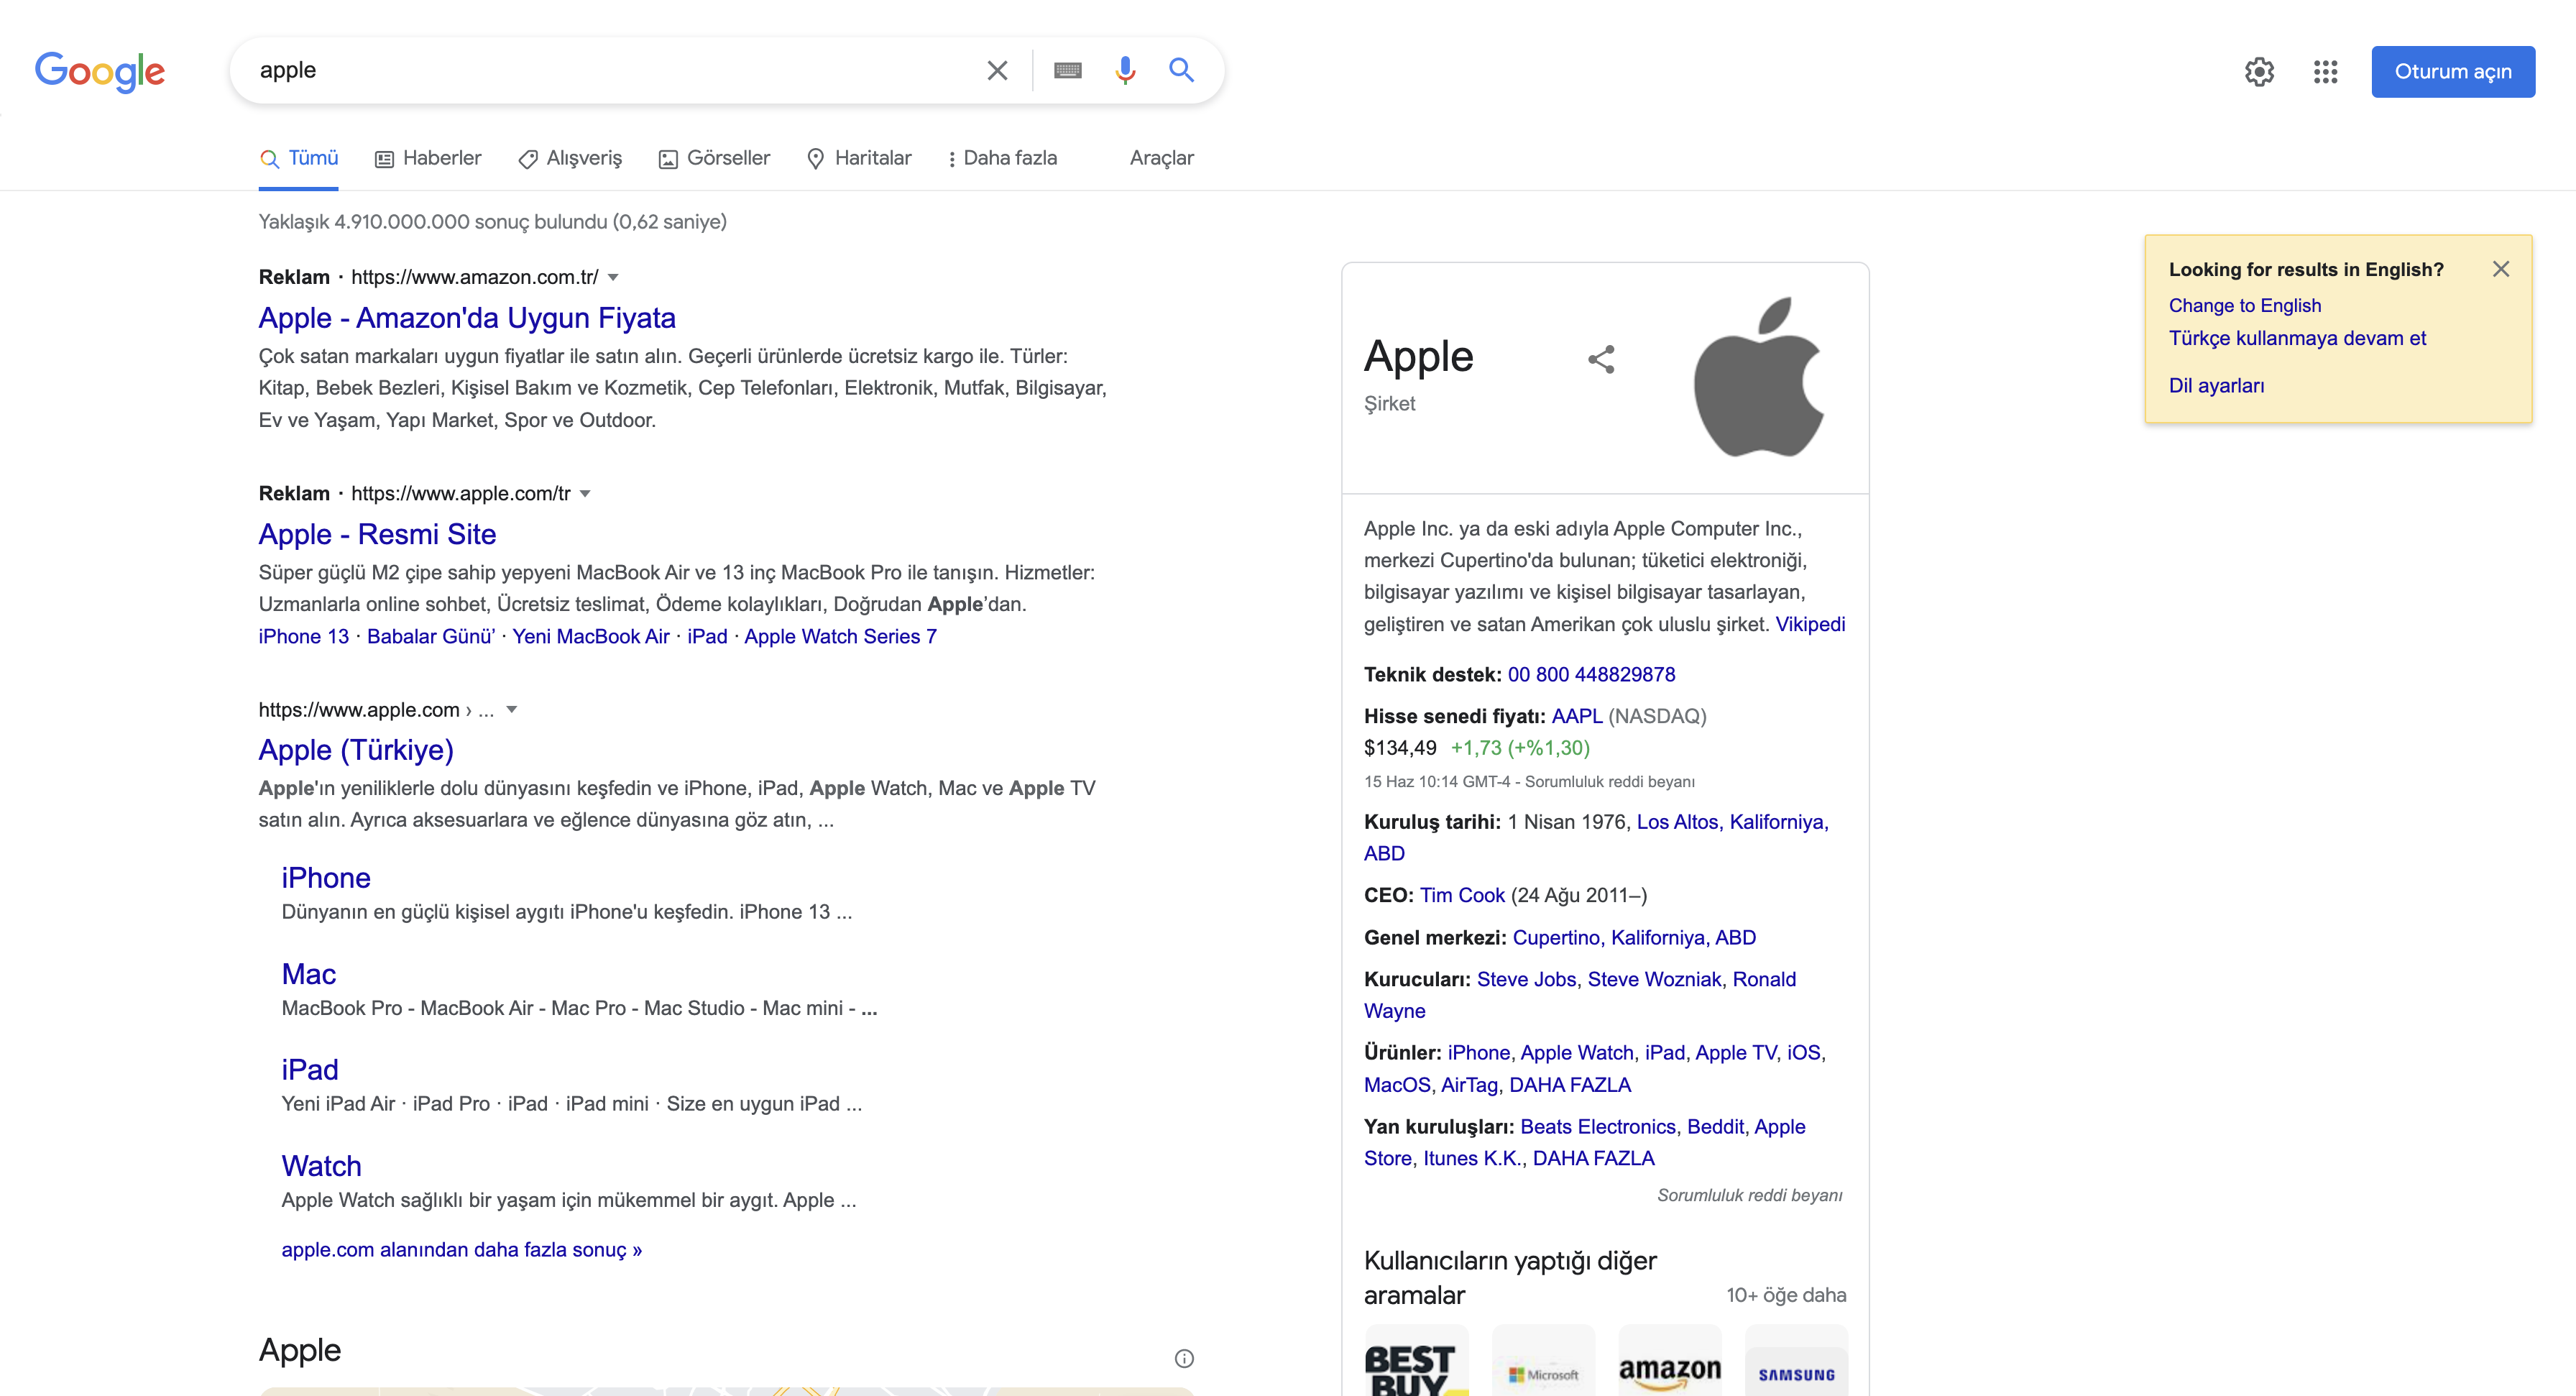 Google
apple
Oturum açın
Tümü
Haberler
Alışveriş
Görseller
Haritalar
Daha fazla
Araçlar
Yaklaşık 4.910.000.000 sonuç bulundu (0,62 saniye)
Reklam · https://www.amazon.com.tr/
Apple - Amazon'da Uygun Fiyata
Çok satan markaları uygun fiyatlar ile satın alın. Geçerli ürünlerde ücretsiz kargo ile. Türler:
Kitap, Bebek Bezleri, Kişisel Bakım ve Kozmetik, Cep Telefonları, Elektronik, Mutfak, Bilgisayar,
Ev ve Yaşam, Yapı Market, Spor ve Outdoor.
Reklam · https://www.apple.com/tr
Apple - Resmi Site
Süper güçlü M2 çipe sahip yepyeni MacBook Air ve 13 inç MacBook Pro ile tanışın. Hizmetler:
Uzmanlarla online sohbet, Ücretsiz teslimat, Ödeme kolaylıkları, Doğrudan Apple’dan.
iPhone 13 · Babalar Günü’ · Yeni MacBook Air · iPad · Apple Watch Series 7
https://www.apple.com › ...
Apple (Türkiye)
Apple'ın yeniliklerle dolu dünyasını keşfedin ve iPhone, iPad, Apple Watch, Mac ve Apple TV
satın alın. Ayrıca aksesuarlara ve eğlence dünyasına göz atın, ...
iPhone
Dünyanın en güçlü kişisel aygıtı iPhone'u keşfedin. iPhone 13 ...
Mac
MacBook Pro - MacBook Air - Mac Pro - Mac Studio - Mac mini - ...
iPad
Yeni iPad Air · iPad Pro · iPad · iPad mini · Size en uygun iPad ...
Watch
Apple Watch sağlıklı bir yaşam için mükemmel bir aygıt. Apple ...
apple.com alanından daha fazla sonuç »
Apple
Apple
Şirket
Apple Inc. ya da eski adıyla Apple Computer Inc.,
merkezi Cupertino'da bulunan; tüketici elektroniği,
bilgisayar yazılımı ve kişisel bilgisayar tasarlayan,
geliştiren ve satan Amerikan çok uluslu şirket. Vikipedi
Teknik destek: 00 800 448829878
Hisse senedi fiyatı: AAPL (NASDAQ)
$134,49 +1,73 (+%1,30)
15 Haz 10:14 GMT-4 - Sorumluluk reddi beyanı
Kuruluş tarihi: 1 Nisan 1976, Los Altos, Kaliforniya,
ABD
CEO: Tim Cook (24 Ağu 2011–)
Genel merkezi: Cupertino, Kaliforniya, ABD
Kurucuları: Steve Jobs, Steve Wozniak, Ronald
Wayne
Ürünler: iPhone, Apple Watch, iPad, Apple TV, iOS,
MacOS, AirTag, DAHA FAZLA
Yan kuruluşları: Beats Electronics, Beddit, Apple
Store, Itunes K.K., DAHA FAZLA
Sorumluluk reddi beyanı
Kullanıcıların yaptığı diğer
aramalar
10+ öğe daha
BEST
BUY
Microsoft
amazon
SAMSUNG
Looking for results in English?
Change to English
Türkçe kullanmaya devam et
Dil ayarları